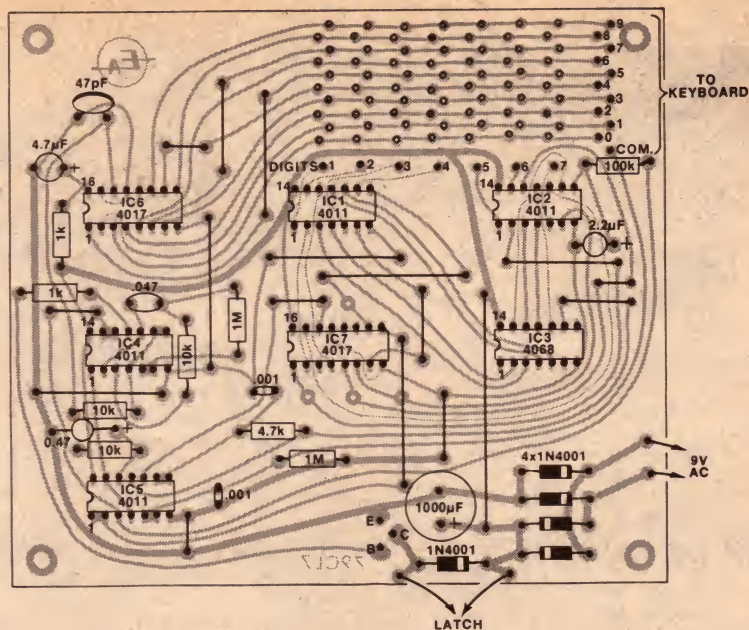 9
8
7
6
5
4
3
2
1
0
TO
KEYBOARD
COM.
EA
47pF
4.7µF
+
DIGITS 1 2 3 4 5 6 7
100k
16
IC6
4017
1
14
IC1
4011
1
14
IC2
4011
1
2.2µF
+
1k
1k
.047
1M
14
IC4
4011
1
10k
16
IC7
4017
1
14
IC3
4068
1
.001
10k
0.47
+
10k
4.7k
1M
IC5
4011
1
.001
1000µF
+
E
C
B
4x1N4001
9V
AC
1N4001
79CL7
LATCH